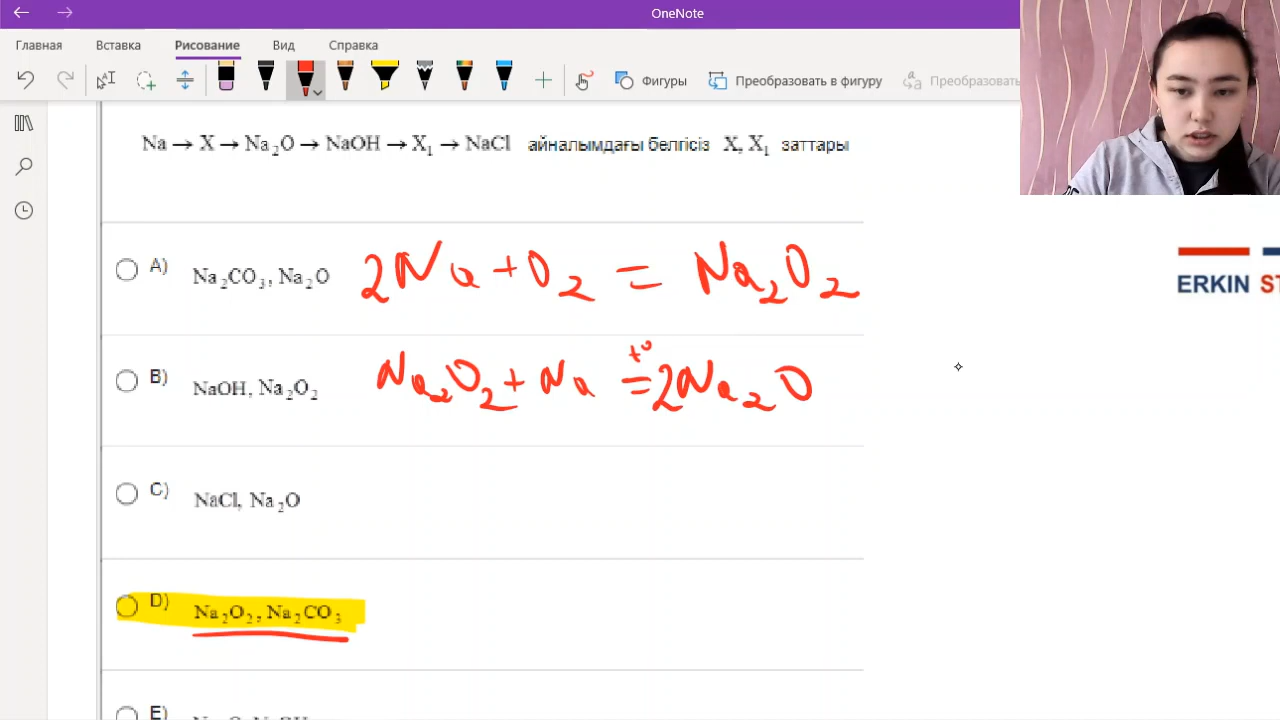 OneNote
Главная Вставка Рисование Вид Справка
Фигуры Преобразовать в фигуру Преобразовать
Na → X → Na₂O → NaOH → X₁ → NaCl айналымдағы белгісіз X, X₁ заттары
A) Na₂CO₃, Na₂O 2Na + O₂ = Na₂O₂
B) NaOH, Na₂O₂ Na₂O₂ + Na =t° 2Na₂O
C) NaCl, Na₂O
D) Na₂O₂, Na₂CO₃
E)
ERKIN ST